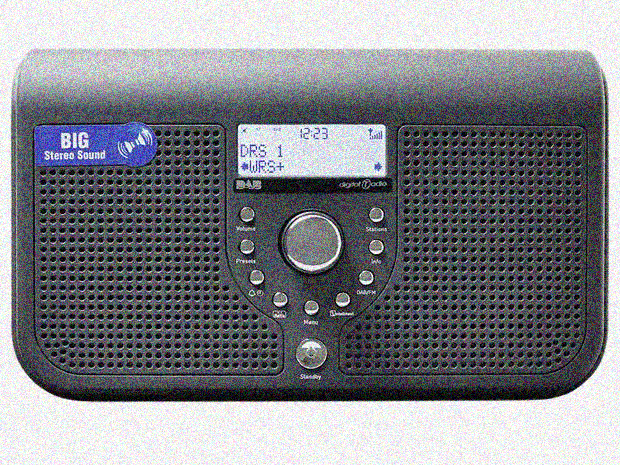 BIG
Stereo Sound
12:23
DRS 1
WRS+
DAB
digital radio
Volume
Stations
Presets
Info
DAB/FM
Menu
Standby